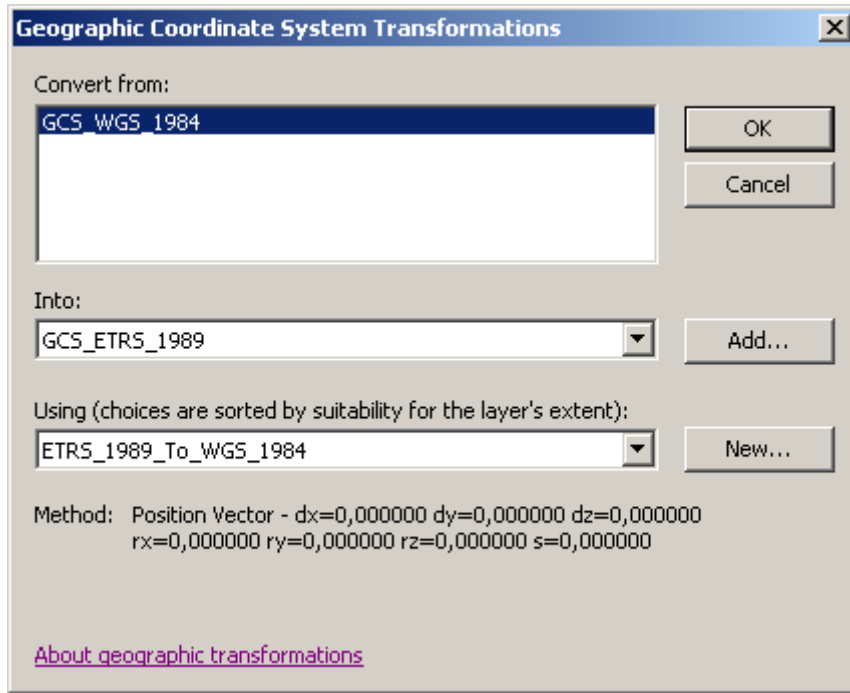 Geographic Coordinate System Transformations
Convert from:
GCS_WGS_1984
OK
Cancel
Into:
GCS_ETRS_1989
Add...
Using (choices are sorted by suitability for the layer's extent):
ETRS_1989_To_WGS_1984
New...
Method: Position Vector - dx=0,000000 dy=0,000000 dz=0,000000
rx=0,000000 ry=0,000000 rz=0,000000 s=0,000000
About geographic transformations